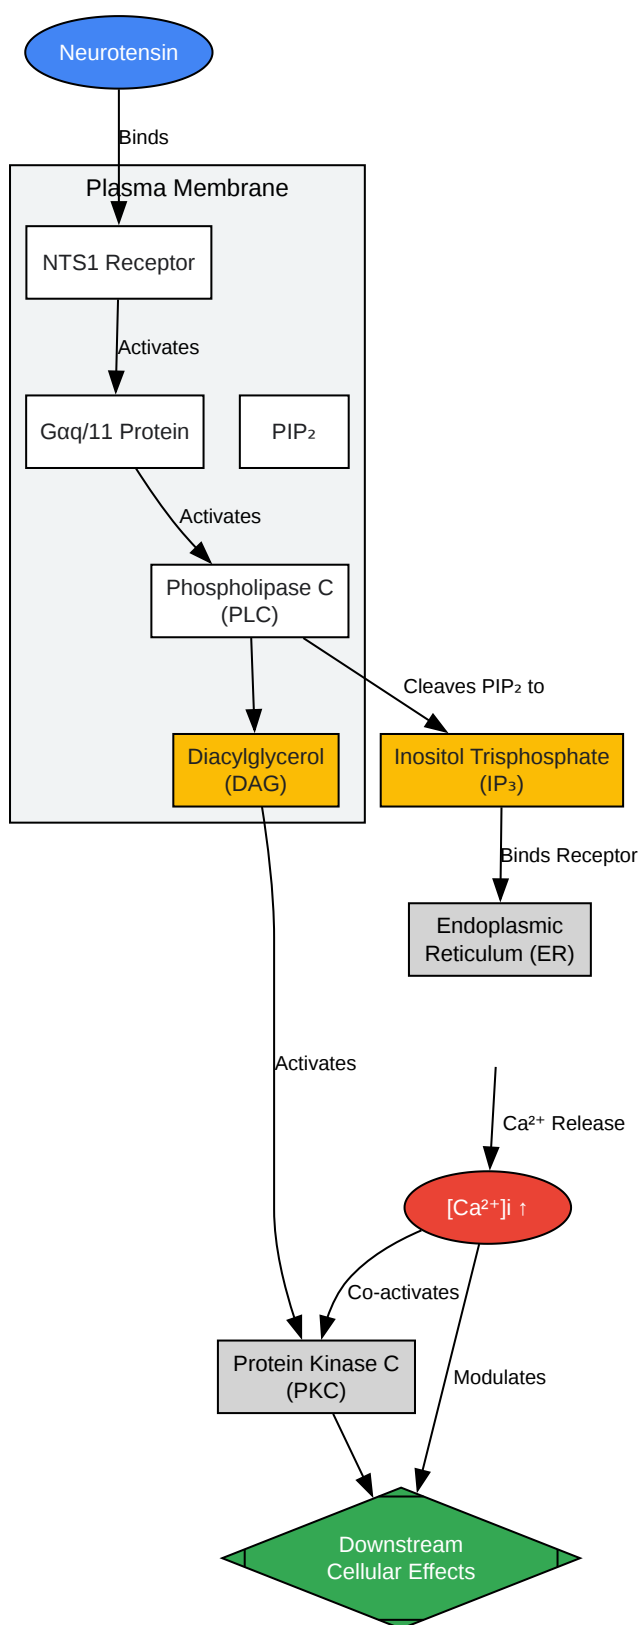 Neurotensin
Binds
Plasma Membrane
NTS1 Receptor
Activates
Gαq/11 Protein
PIP₂
Activates
Phospholipase C
(PLC)
Cleaves PIP₂ to
Diacylglycerol
(DAG)
Inositol Trisphosphate
(IP₃)
Binds Receptor
Endoplasmic
Reticulum (ER)
Activates
Ca²⁺ Release
[Ca²⁺]i ↑
Co-activates
Protein Kinase C
(PKC)
Modulates
Downstream
Cellular Effects